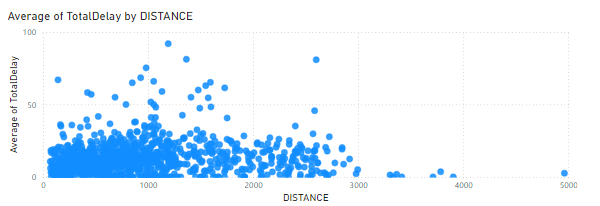 Average of TotalDelay by DISTANCE
100
50
0
Average of TotalDelay
0 1000 2000 3000 4000 5000
DISTANCE